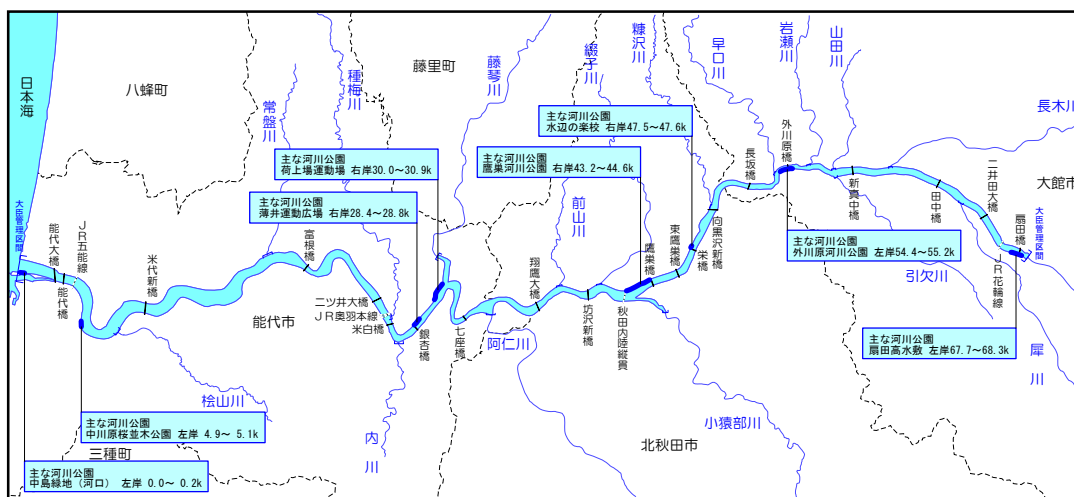 日本海
八峰町
常盤川
種梅川
藤里町
藤琴川
綴子川
糠沢川
早口川
岩瀬川
山田川
長木川
主な河川公園
水辺の楽校 右岸47.5～47.6k
主な河川公園
荷上場運動場 右岸30.0～30.9k
主な河川公園
鷹巣河川公園 右岸43.2～44.6k
主な河川公園
薄井運動広場 右岸28.4～28.8k
前山川
外川原橋
長坂橋
新真中橋
田中橋
二井田大橋
大館市
扇田橋
大臣管理区間
JR花輪線
大臣管理区間
能代大橋
能代橋
JR五能線
米代新橋
富根橋
二ツ井大橋
JR奥羽本線
米白橋
銀杏橋
七座橋
翔鷹大橋
坊沢新橋
秋田内陸縦貫
鷹巣橋
東鷹巣橋
栄橋
向黒沢新橋
主な河川公園
外川原河川公園 左岸54.4～55.2k
引欠川
能代市
阿仁川
主な河川公園
扇田高水敷 左岸67.7～68.3k
犀川
桧山川
内川
小猿部川
北秋田市
主な河川公園
中川原桜並木公園 左岸 4.9～ 5.1k
三種町
主な河川公園
中島緑地（河口） 左岸 0.0～ 0.2k